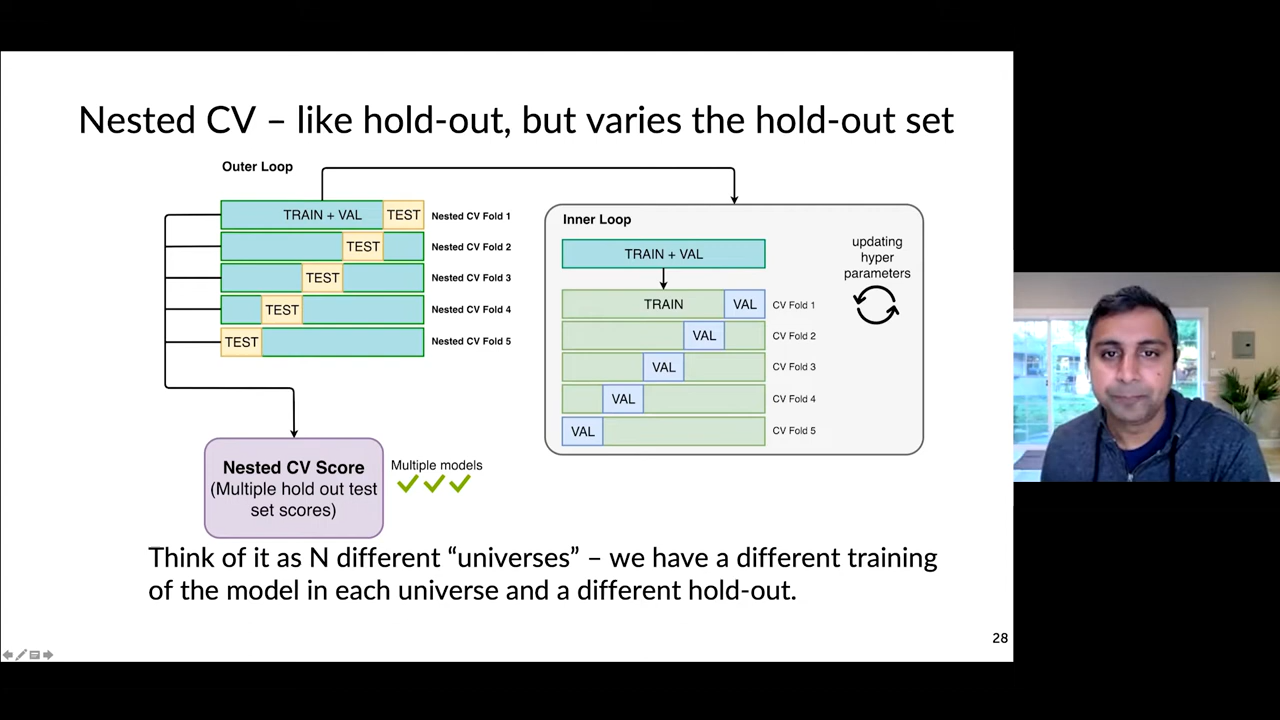 Nested CV – like hold-out, but varies the hold-out set
Outer Loop
TRAIN + VAL
TEST
Nested CV Fold 1
TEST
Nested CV Fold 2
TEST
Nested CV Fold 3
TEST
Nested CV Fold 4
TEST
Nested CV Fold 5
Inner Loop
TRAIN + VAL
updating
hyper
parameters
TRAIN
VAL
CV Fold 1
VAL
CV Fold 2
VAL
CV Fold 3
VAL
CV Fold 4
VAL
CV Fold 5
Nested CV Score
(Multiple hold out test
set scores)
Multiple models
Think of it as N different “universes” – we have a different training
of the model in each universe and a different hold-out.
28